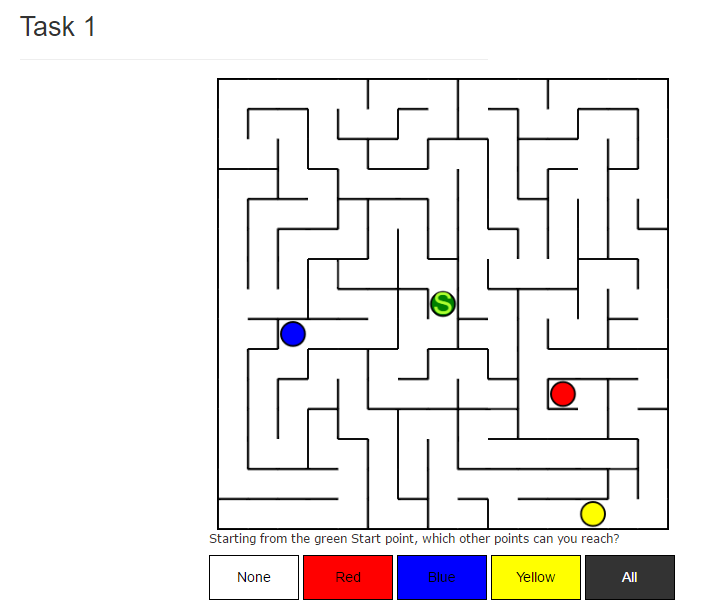 Task 1
S
Starting from the green Start point, which other points can you reach?
None Red Blue Yellow All